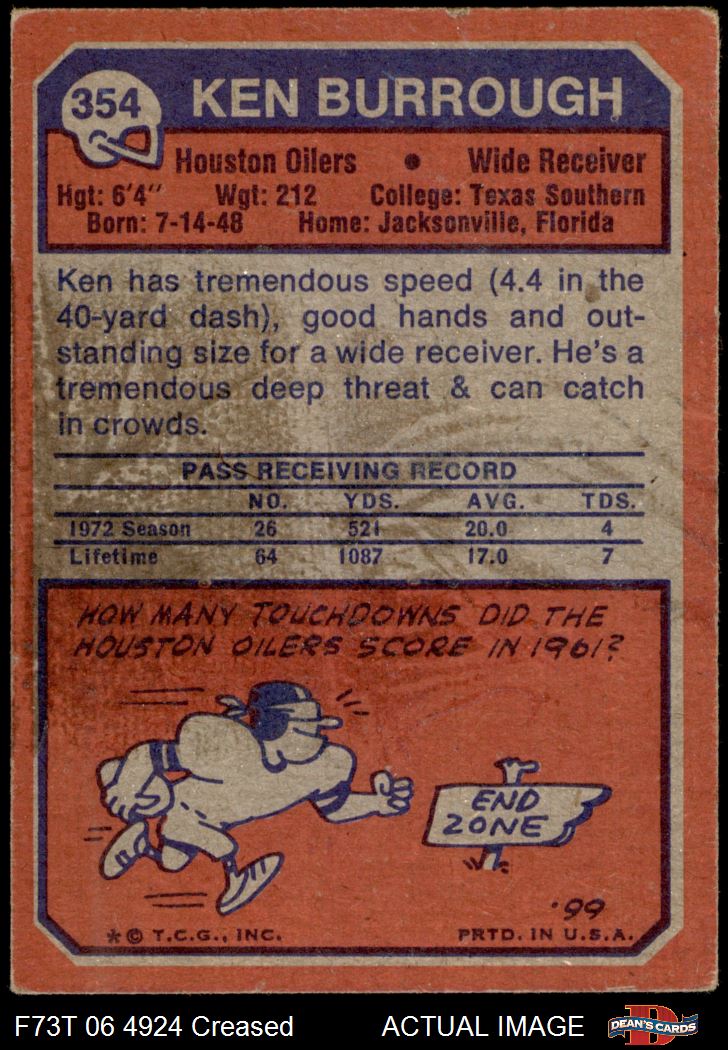 354 KEN BURROUGH
Houston Oilers • Wide Receiver
Hgt: 6'4" Wgt: 212 College: Texas Southern
Born: 7-14-48 Home: Jacksonville, Florida
Ken has tremendous speed (4.4 in the
40-yard dash), good hands and out-
standing size for a wide receiver. He's a
tremendous deep threat & can catch
in crowds.
PASS RECEIVING RECORD
NO. YDS. AVG. TDS.
1972 Season 26 521 20.0 4
Lifetime 64 1087 17.0 7
HOW MANY TOUCHDOWNS DID THE
HOUSTON OILERS SCORE IN 1961?
END
ZONE
'99
* © T.C.G., INC. PRTD. IN U.S.A.
F73T 06 4924 Creased ACTUAL IMAGE D DEAN'S CARDS